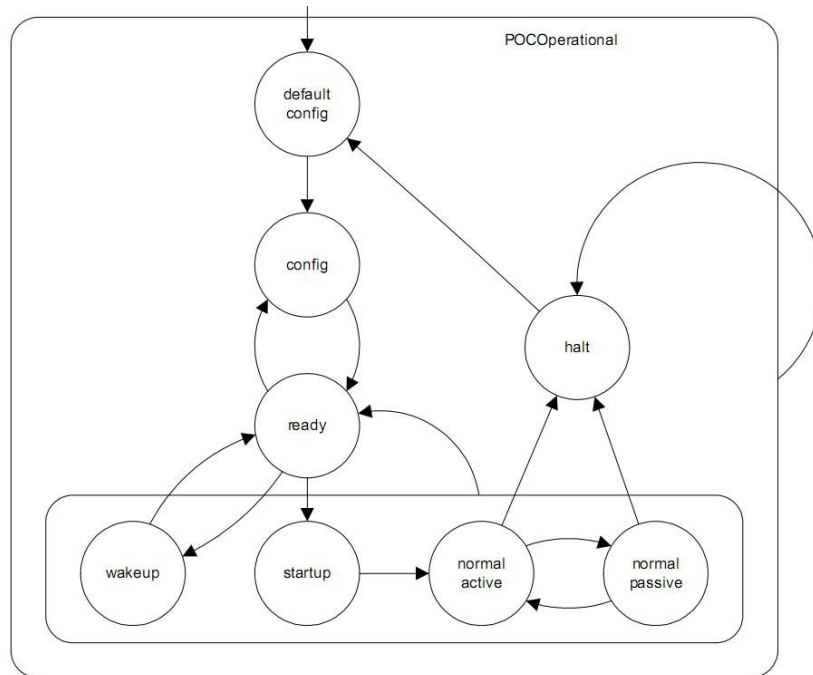 POCOperational
default
config
config
halt
ready
wakeup
startup
normal
active
normal
passive